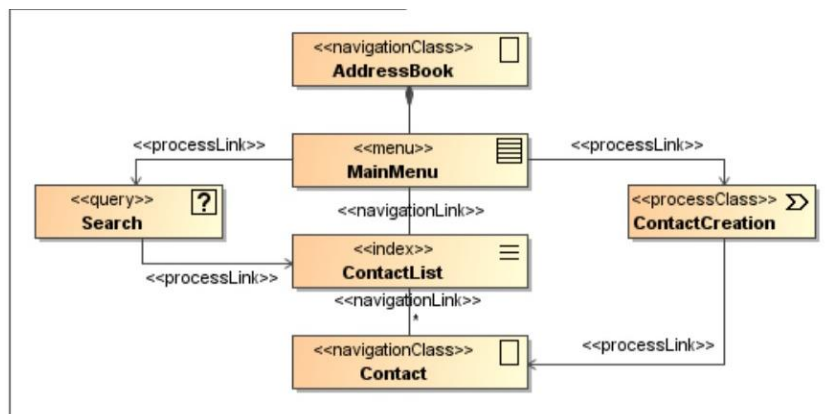 <<navigationClass>>
AddressBook
<<processLink>>
<<menu>>
MainMenu
<<processLink>>
<<query>>
?
Search
<<navigationLink>>
<<processClass>>
ContactCreation
<<processLink>>
<<index>>
ContactList
<<navigationLink>>
*
<<navigationClass>>
Contact
<<processLink>>